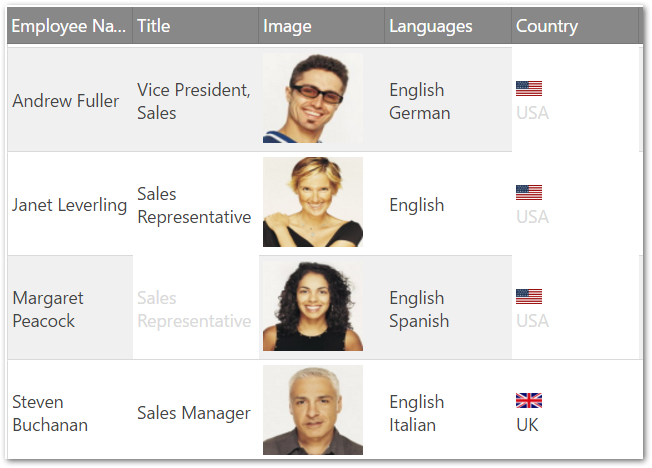 Employee Na... Title Image Languages Country
Andrew Fuller
Vice President,
Sales
English
German
USA
Janet Leverling
Sales
Representative
English
USA
Margaret
Peacock
Sales
Representative
English
Spanish
USA
Steven
Buchanan
Sales Manager
English
Italian
UK